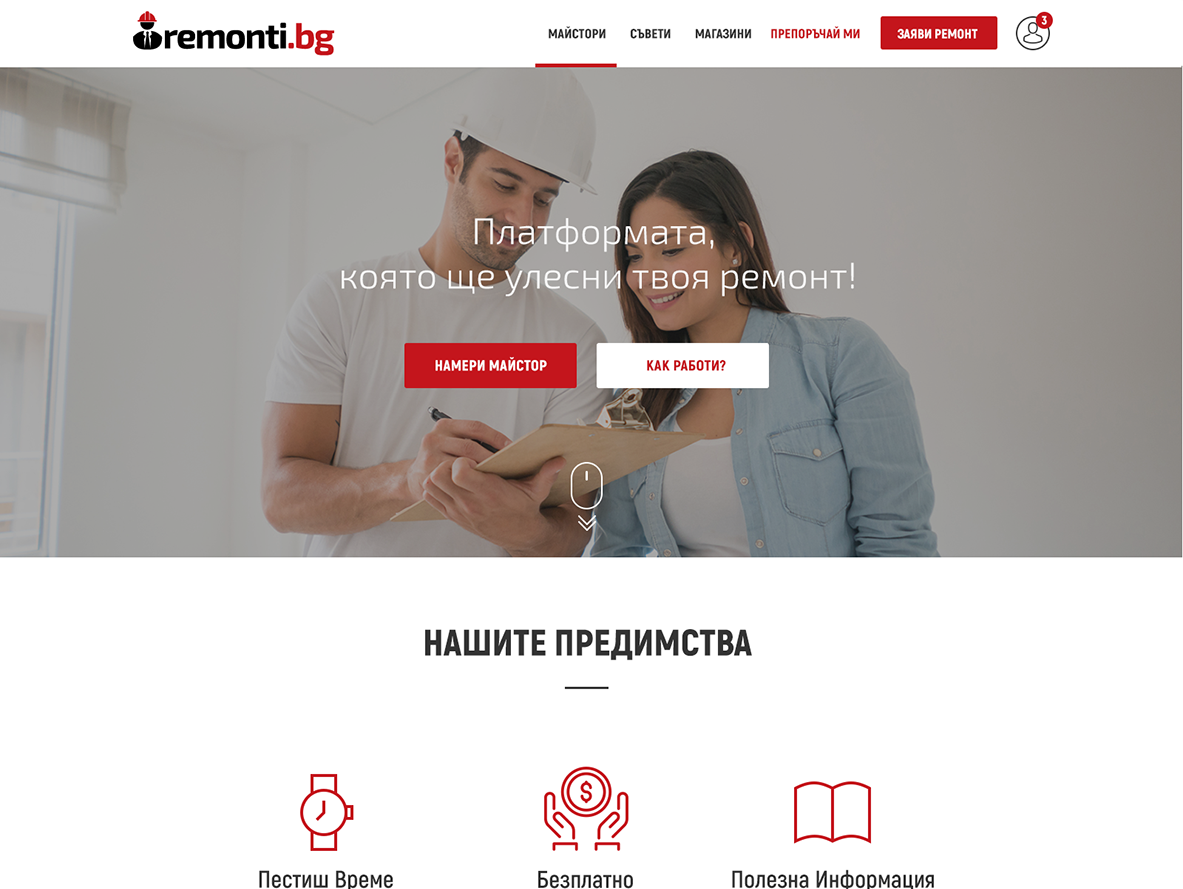 remonti.bg
МАЙСТОРИ СЪВЕТИ МАГАЗИНИ ПРЕПОРЪЧАЙ МИ ЗАЯВИ РЕМОНТ 3
Платформата,
която ще улесни твоя ремонт!
НАМЕРИ МАЙСТОР КАК РАБОТИ?
НАШИТЕ ПРЕДИМСТВА
$
Пестиш Време Безплатно Полезна Информация